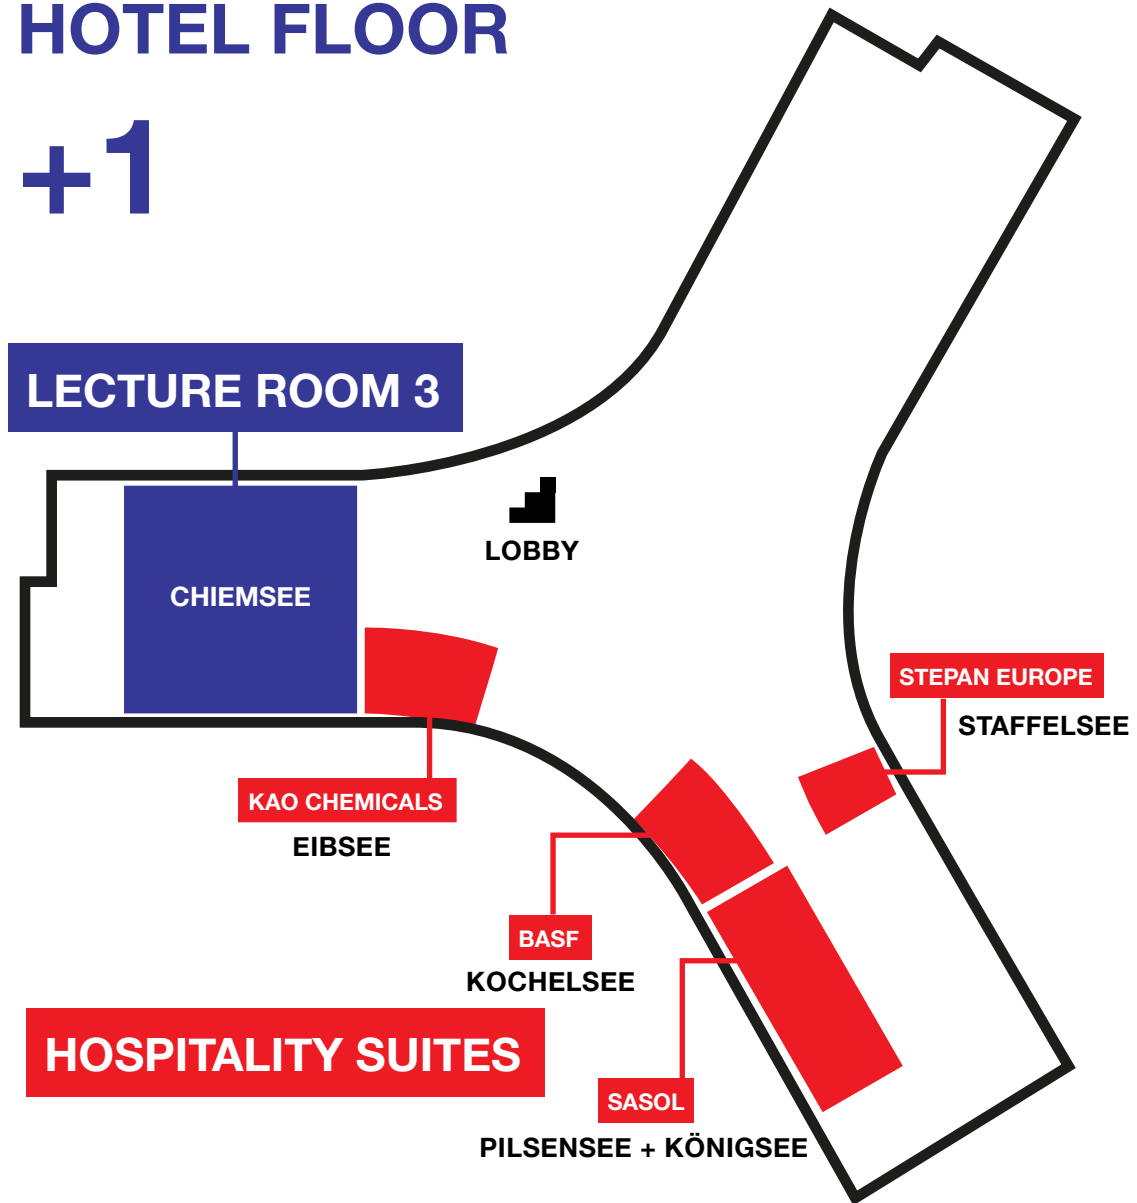 HOTEL FLOOR
+1
LECTURE ROOM 3
LOBBY
CHIEMSEE
STEPAN EUROPE
STAFFELSEE
KAO CHEMICALS
EIBSEE
BASF
KOCHELSEE
HOSPITALITY SUITES
SASOL
PILSENSEE + KÖNIGSEE